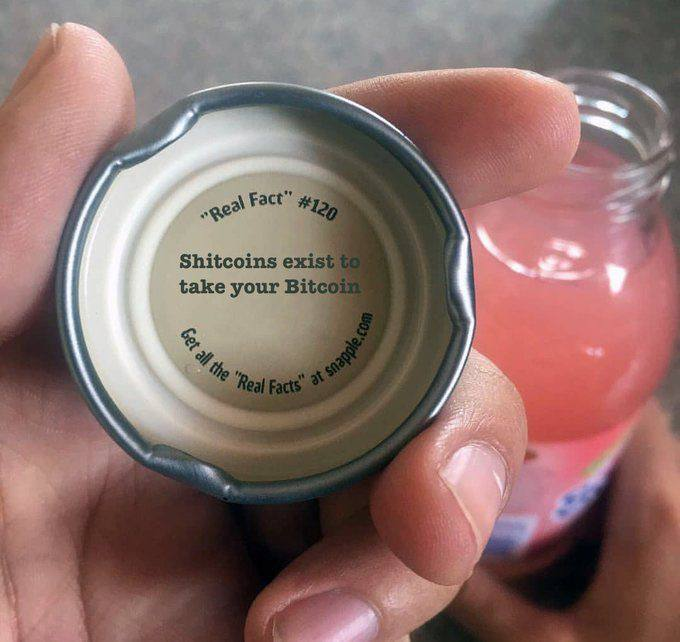 "Real Fact" #120
Shitcoins exist to
take your Bitcoin
Get all the "Real Facts" at snapple.com